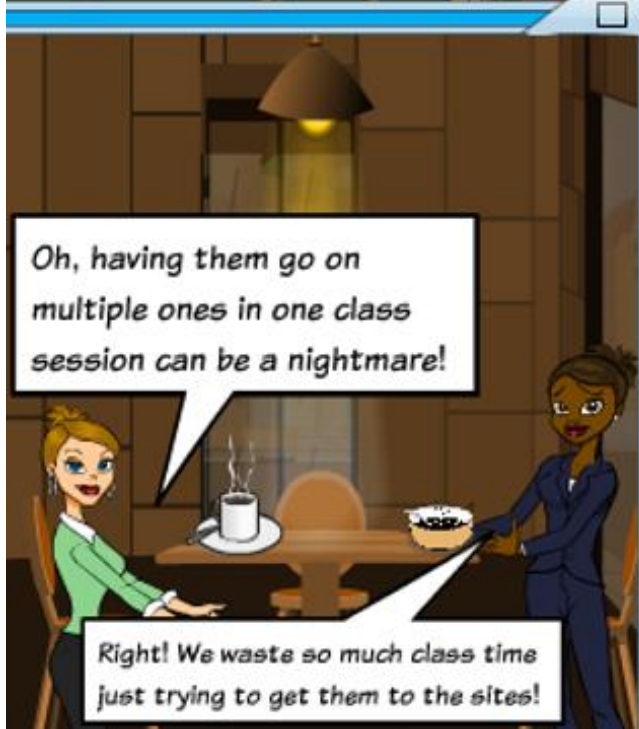 Oh, having them go on
multiple ones in one class
session can be a nightmare!
Right! We waste so much class time
just trying to get them to the sites!